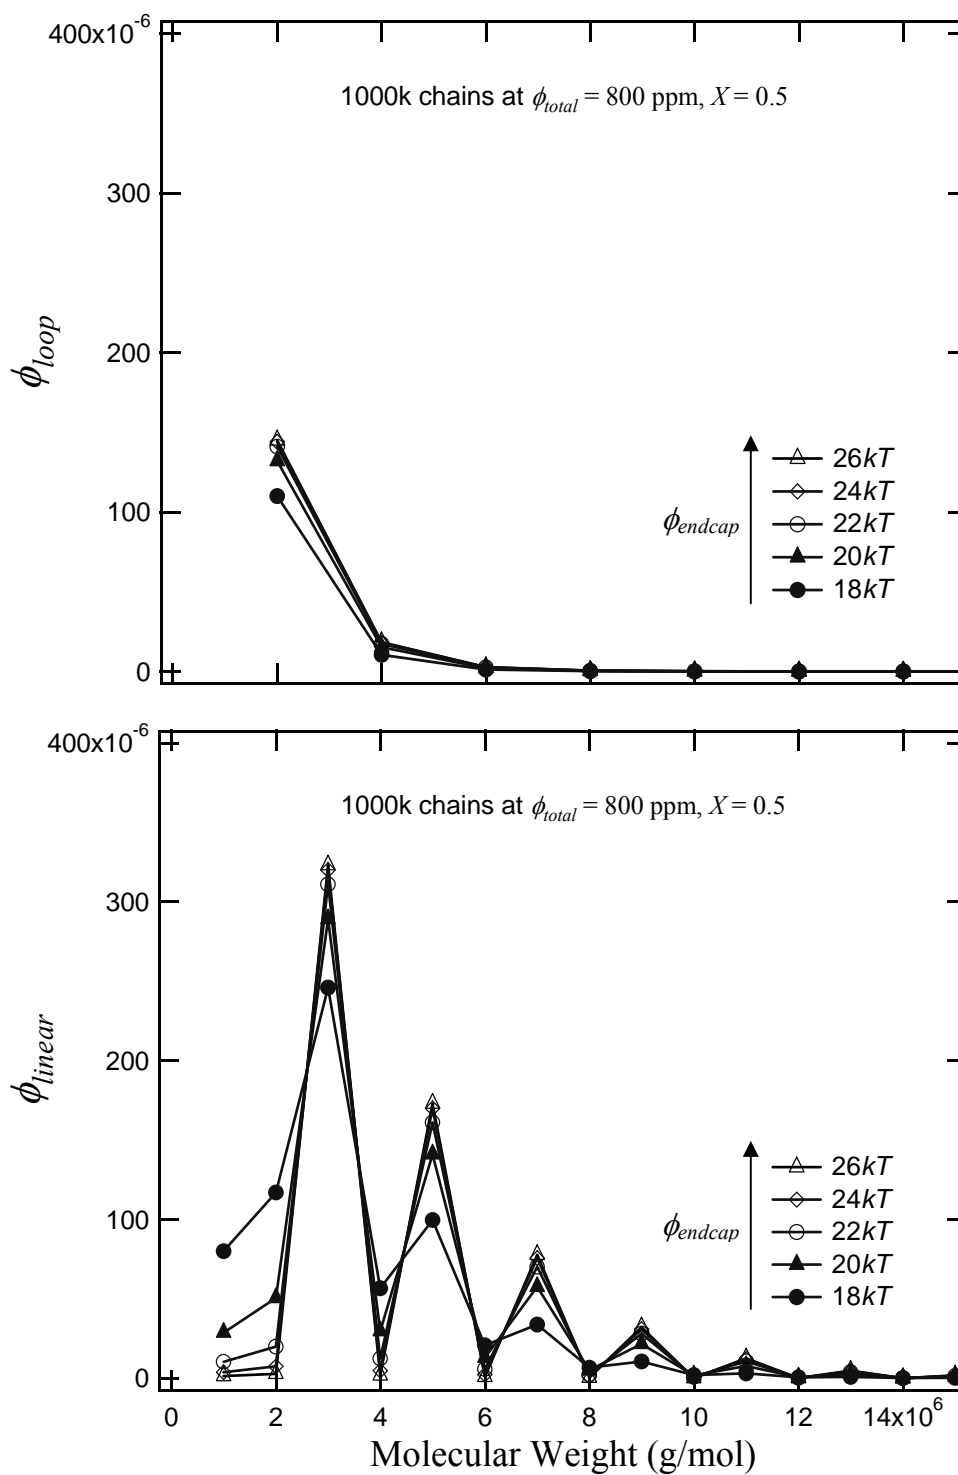 400x10⁻⁶
1000k chains at ϕtotal = 800 ppm, X = 0.5
300
200
ϕloop
100
0
ϕendcap
26kT
24kT
22kT
20kT
18kT
400x10⁻⁶
1000k chains at ϕtotal = 800 ppm, X = 0.5
300
200
ϕlinear
100
0
ϕendcap
26kT
24kT
22kT
20kT
18kT
0 2 4 6 8 10 12 14x10⁶
Molecular Weight (g/mol)